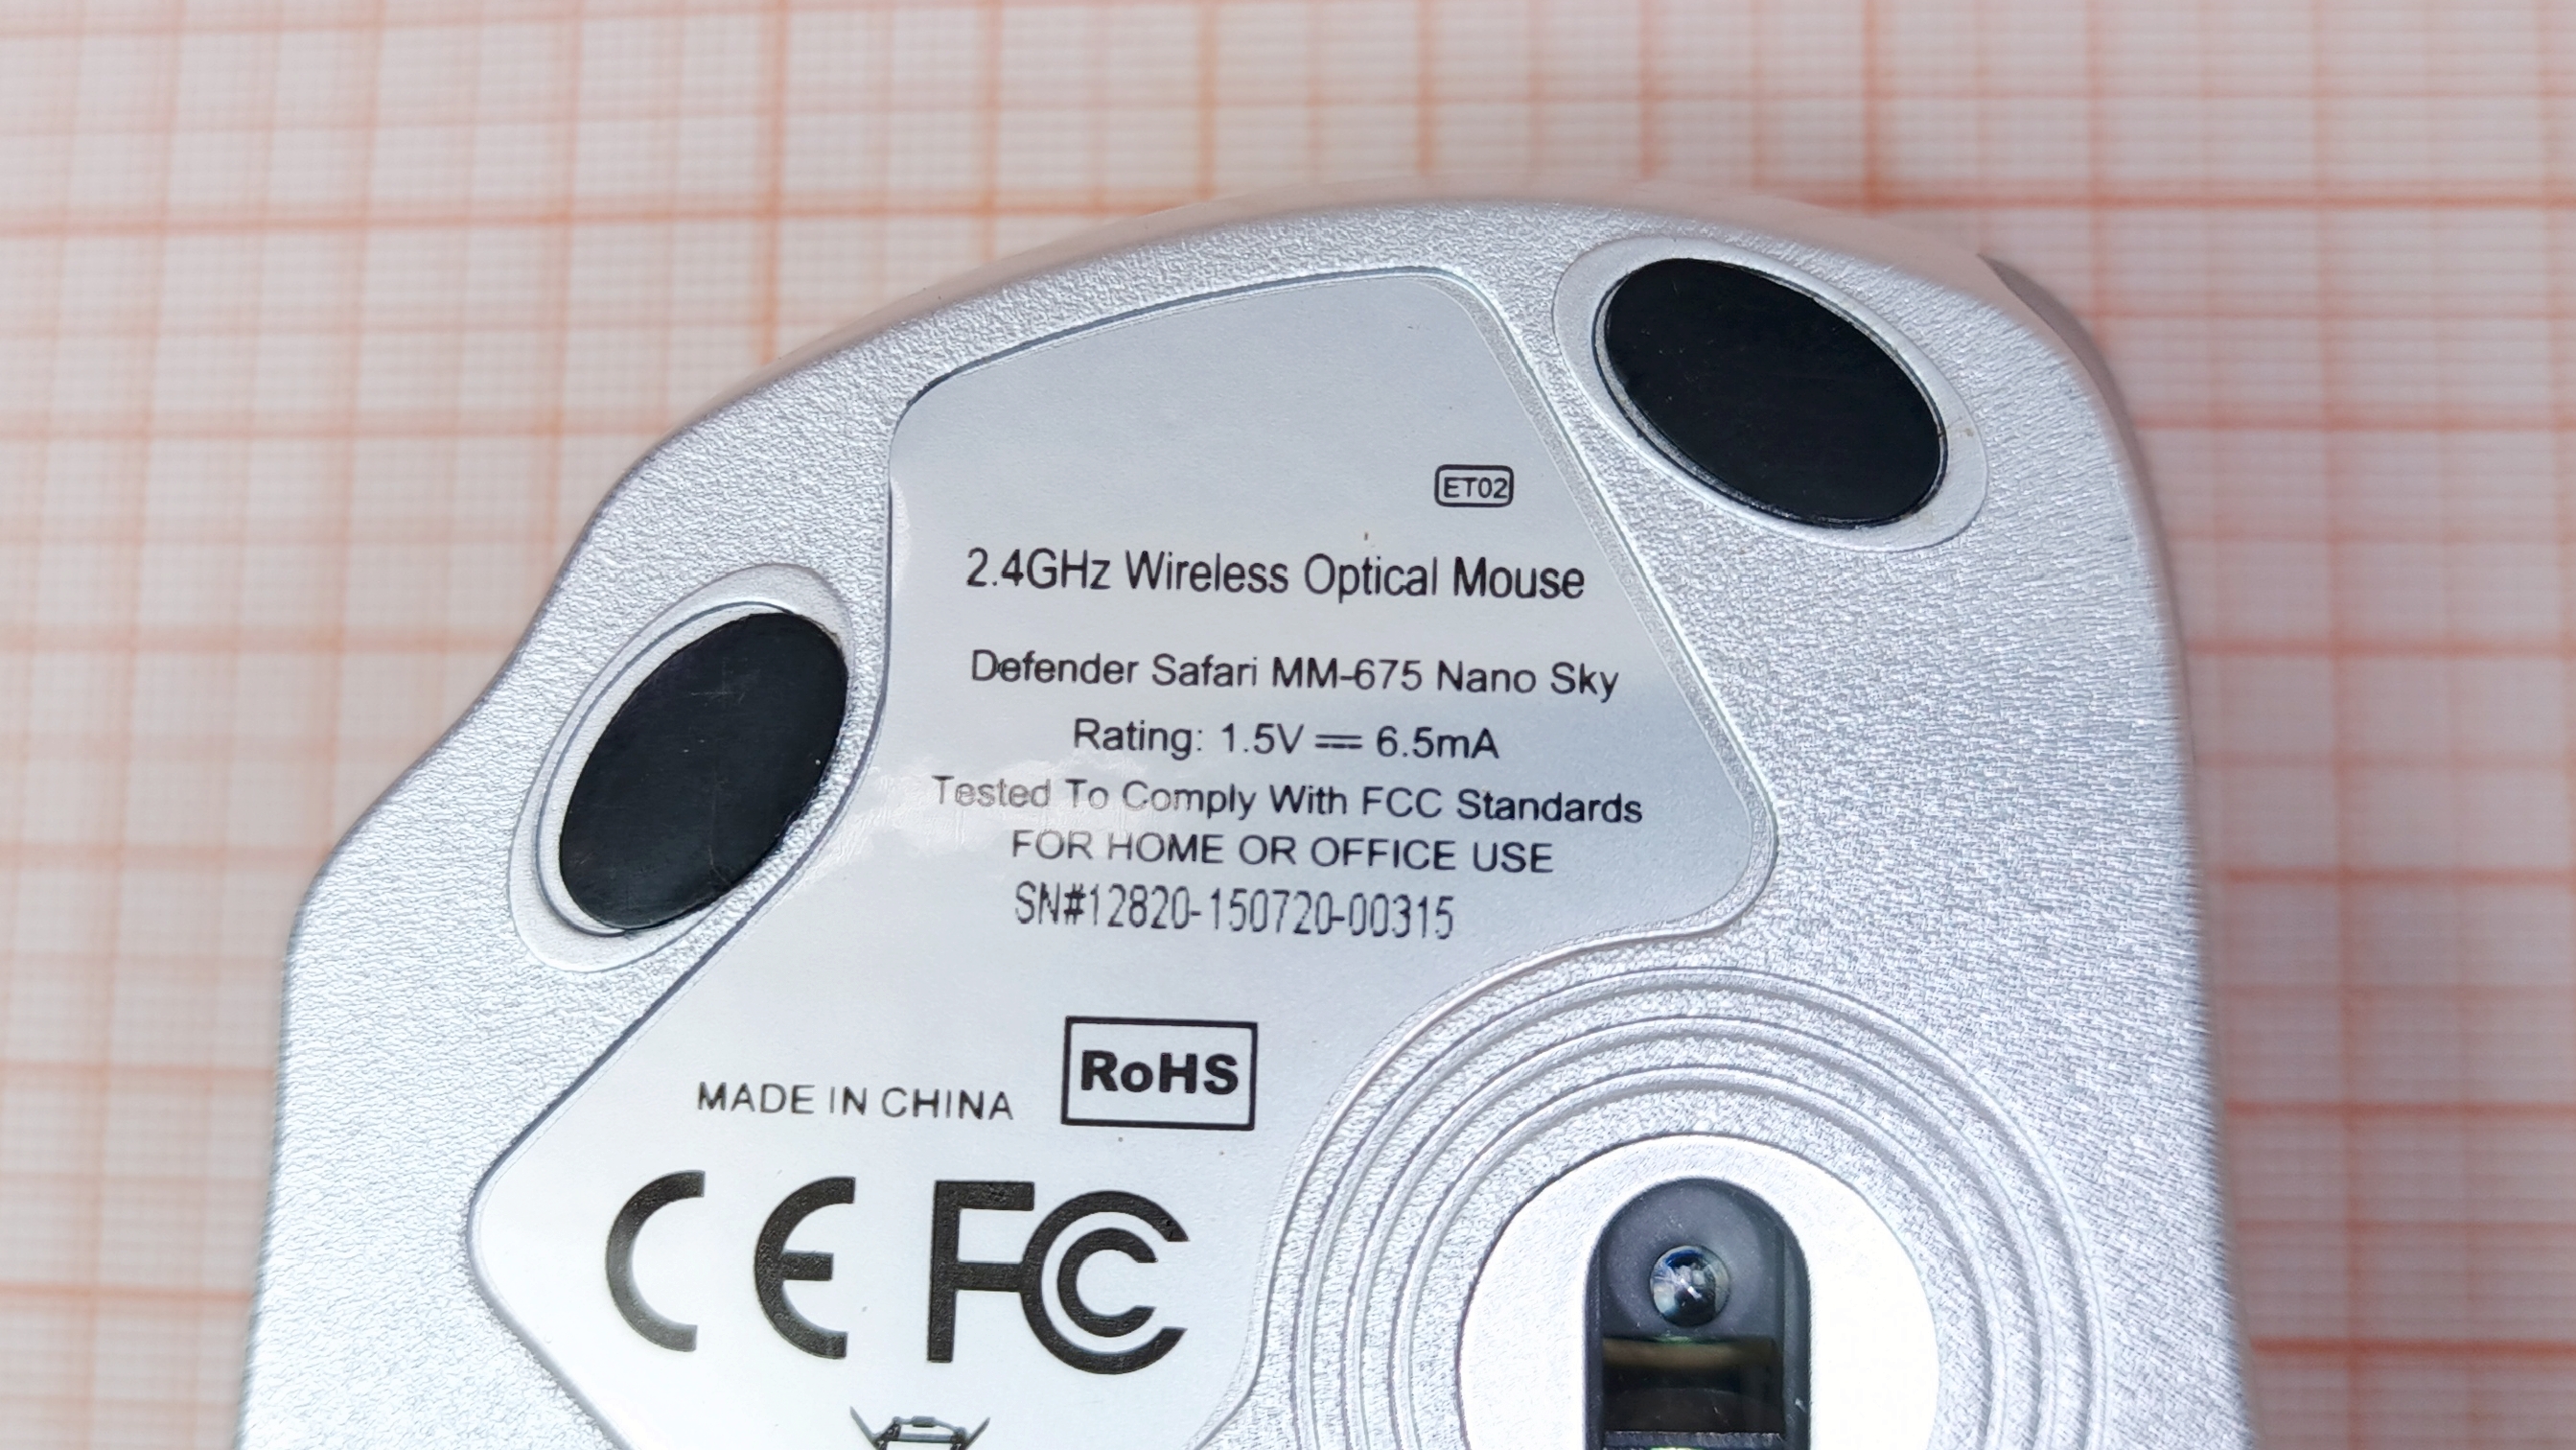 ET02
2.4GHz Wireless Optical Mouse
Defender Safari MM-675 Nano Sky
Rating: 1.5V ⎓ 6.5mA
Tested To Comply With FCC Standards
FOR HOME OR OFFICE USE
SN#12820-150720-00315
RoHS
MADE IN CHINA
CE FC